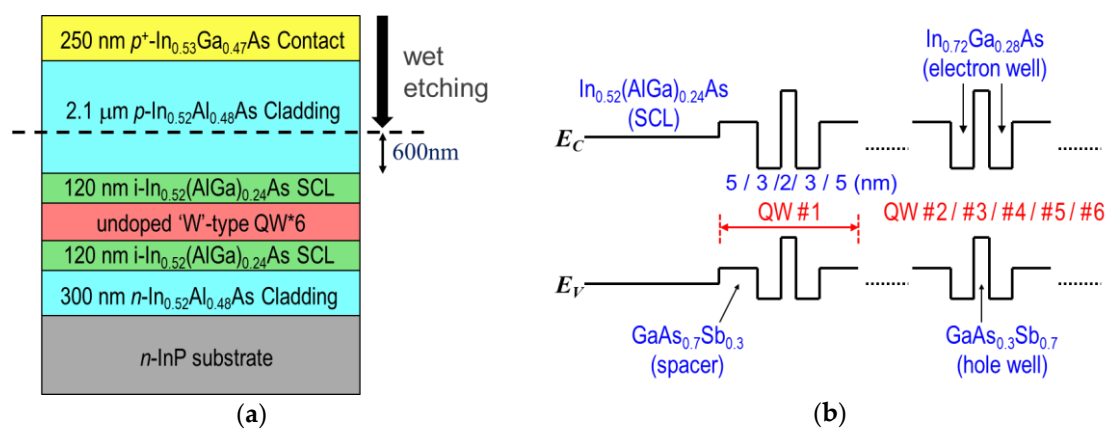 250 nm p⁺-In₀.₅₃Ga₀.₄₇As Contact
wet
etching
2.1 μm p-In₀.₅₂Al₀.₄₈As Cladding
600nm
120 nm i-In₀.₅₂(AlGa)₀.₂₄As SCL
undoped ‘W’-type QW*6
120 nm i-In₀.₅₂(AlGa)₀.₂₄As SCL
300 nm n-In₀.₅₂Al₀.₄₈As Cladding
n-InP substrate
(a)
In₀.₇₂Ga₀.₂₈As
(electron well)
In₀.₅₂(AlGa)₀.₂₄As
(SCL)
E_C
5 / 3 /2/ 3 / 5 (nm)
QW #1
QW #2 / #3 / #4 / #5 / #6
E_V
GaAs₀.₇Sb₀.₃
(spacer)
GaAs₀.₃Sb₀.₇
(hole well)
(b)